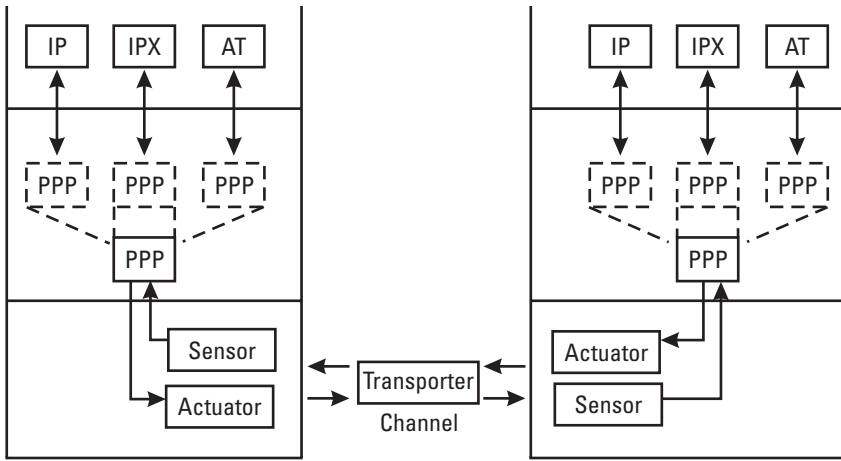 IP IPX AT
IP IPX AT
PPP PPP PPP
PPP PPP PPP
PPP
PPP
Sensor
Actuator
Transporter
Channel
Actuator
Sensor